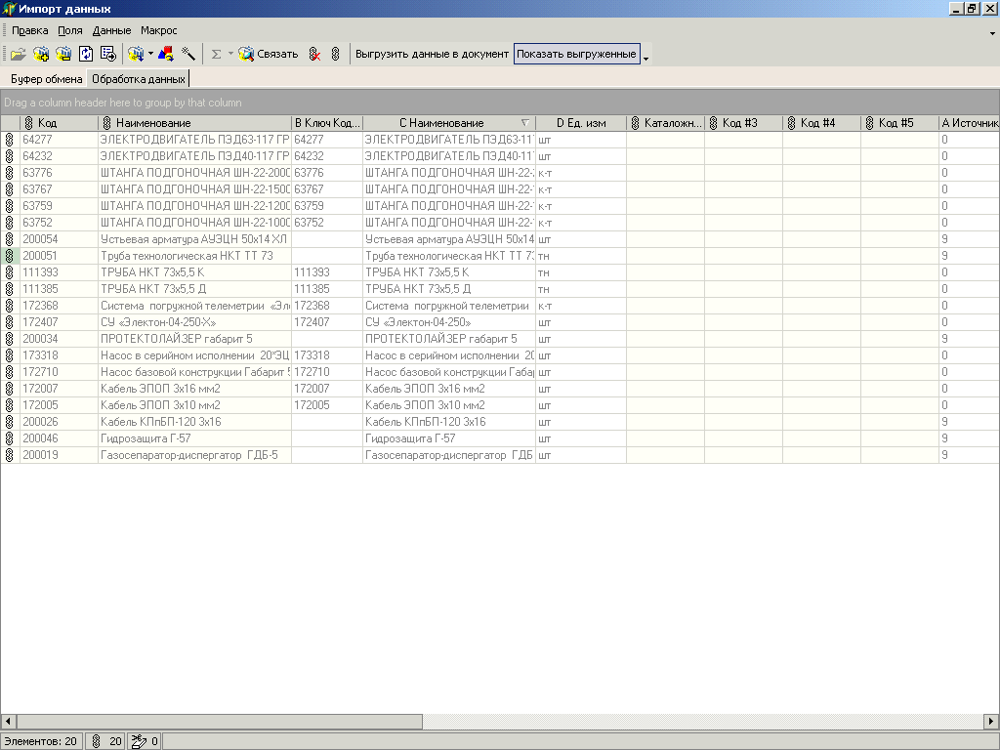 Импорт данных
Правка Поля Данные Макрос
Σ Связать Выгрузить данные в документ Показать выгруженные
Буфер обмена Обработка данных
Drag a column header here to group by that column
Код Наименование B Ключ Код... C Наименование D Ед. изм Каталожн... Код #3 Код #4 Код #5 A Источник
64277 ЭЛЕКТРОДВИГАТЕЛЬ ПЭД63-117 ГР 64277 ЭЛЕКТРОДВИГАТЕЛЬ ПЭД63-11 шт 0
64232 ЭЛЕКТРОДВИГАТЕЛЬ ПЭД40-117 ГР 64232 ЭЛЕКТРОДВИГАТЕЛЬ ПЭД40-11 шт 0
63776 ШТАНГА ПОДГОНОЧНАЯ ШН-22-2000 63776 ШТАНГА ПОДГОНОЧНАЯ ШН-22- к-т 0
63767 ШТАНГА ПОДГОНОЧНАЯ ШН-22-1500 63767 ШТАНГА ПОДГОНОЧНАЯ ШН-22- к-т 0
63759 ШТАНГА ПОДГОНОЧНАЯ ШН-22-1200 63759 ШТАНГА ПОДГОНОЧНАЯ ШН-22- к-т 0
63752 ШТАНГА ПОДГОНОЧНАЯ ШН-22-1000 63752 ШТАНГА ПОДГОНОЧНАЯ ШН-22- к-т 0
200054 Устьевая арматура АУЭЦН 50х14 ХЛ Устьевая арматура АУЭЦН 50х14 шт 9
200051 Труба технологическая НКТ ТТ 73 Труба технологическая НКТ ТТ 73 тн 9
111393 ТРУБА НКТ 73х5,5 К 111393 ТРУБА НКТ 73х5,5 К тн 0
111385 ТРУБА НКТ 73х5,5 Д 111385 ТРУБА НКТ 73х5,5 Д тн 0
172368 Система погружной телеметрии «Эл 172368 Система погружной телеметрии к-т 0
172407 СУ «Электон-04-250-Х» 172407 СУ «Электон-04-250» шт 0
200034 ПРОТЕКТОЛАЙЗЕР габарит 5 ПРОТЕКТОЛАЙЗЕР габарит 5 шт 9
173318 Насос в серийном исполнении 20*ЭЦ 173318 Насос в серийном исполнении 20 шт 0
172710 Насос базовой конструкции Габарит 5 172710 Насос базовой конструкции Габа шт 0
172007 Кабель ЭПОП 3х16 мм2 172007 Кабель ЭПОП 3х16 мм2 шт 0
172005 Кабель ЭПОП 3х10 мм2 172005 Кабель ЭПОП 3х10 мм2 шт 0
200026 Кабель КПпБП-120 3х16 Кабель КПпБП-120 3х16 шт 9
200046 Гидрозащита Г-57 Гидрозащита Г-57 шт 9
200019 Газосепаратор-диспергатор ГДБ-5 Газосепаратор-диспергатор ГДБ шт 9
Элементов: 20 20 0